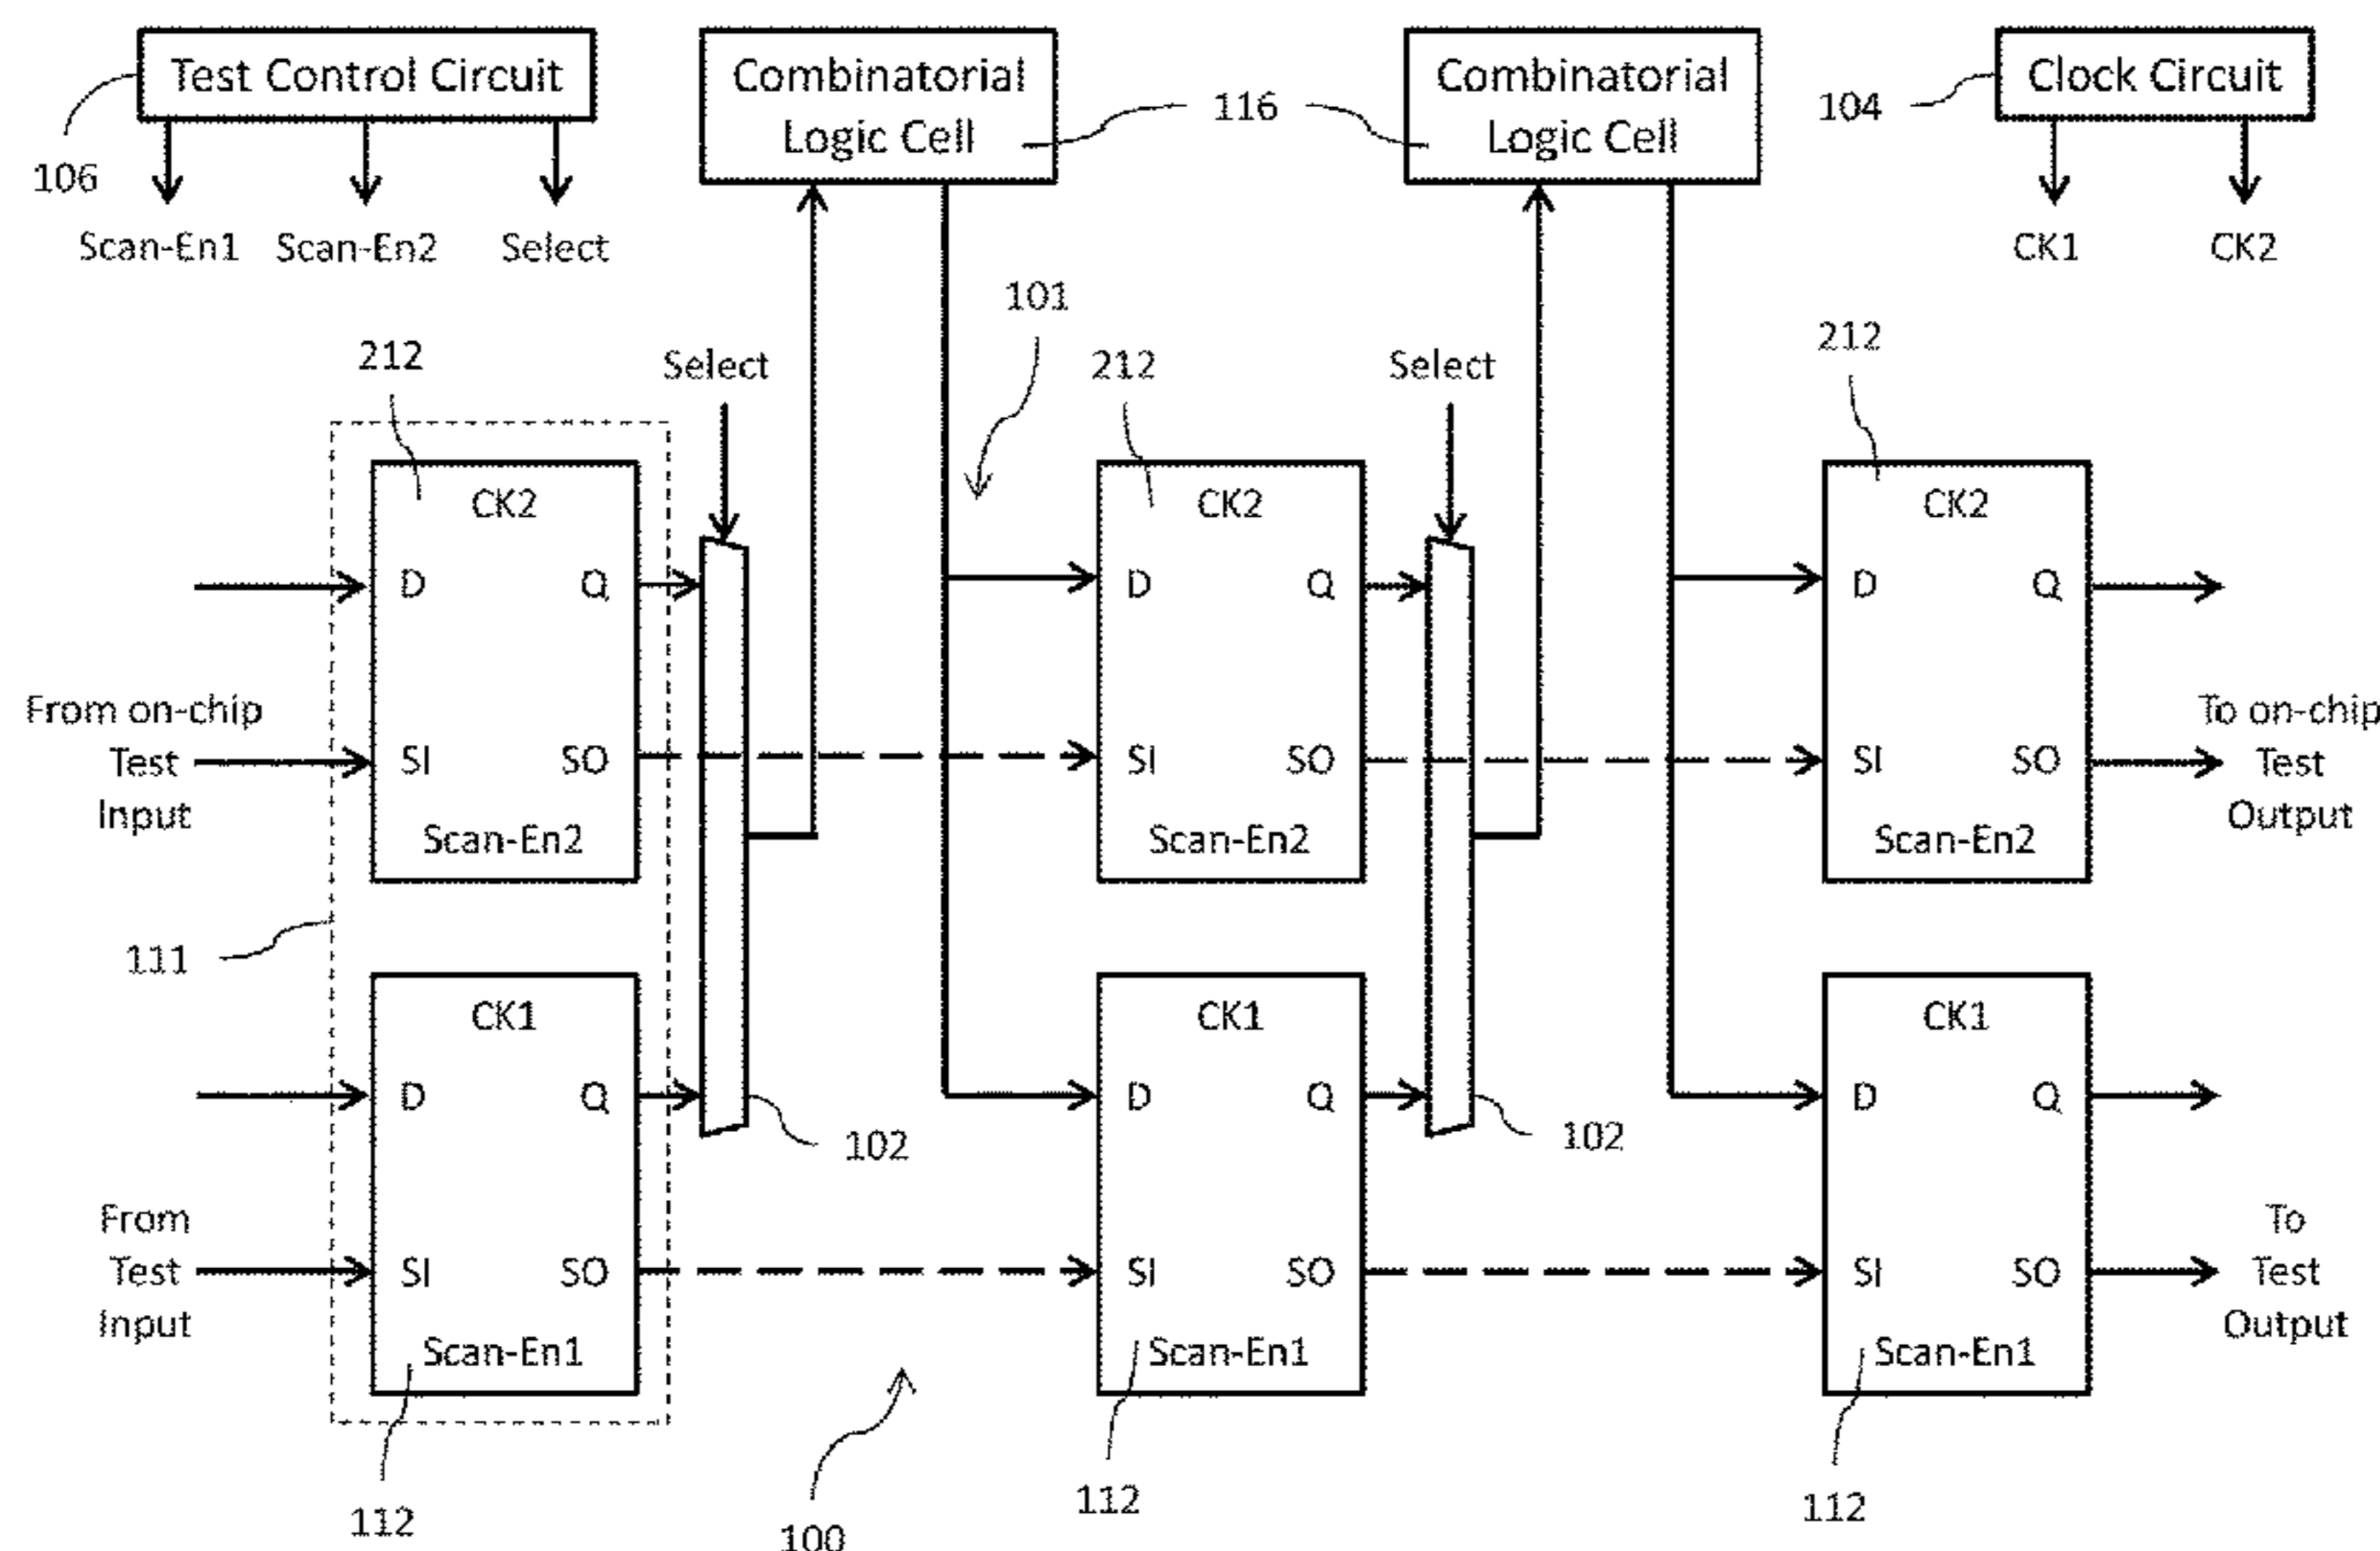 Test Control Circuit
Combinatorial
Logic Cell
Combinatorial
Logic Cell
Clock Circuit
116
104
106
Scan-En1
Scan-En2
Select
CK1
CK2
101
212
Select
212
Select
212
CK2
D
Q
SI
SO
Scan-En2
CK2
D
Q
SI
SO
Scan-En2
CK2
D
Q
SI
SO
Scan-En2
From on-chip
Test
Input
To on-chip
Test
Output
111
CK1
D
Q
SI
SO
Scan-En1
CK1
D
Q
SI
SO
Scan-En1
CK1
D
Q
SI
SO
Scan-En1
102
102
From
Test
Input
To
Test
Output
112
100
112
112